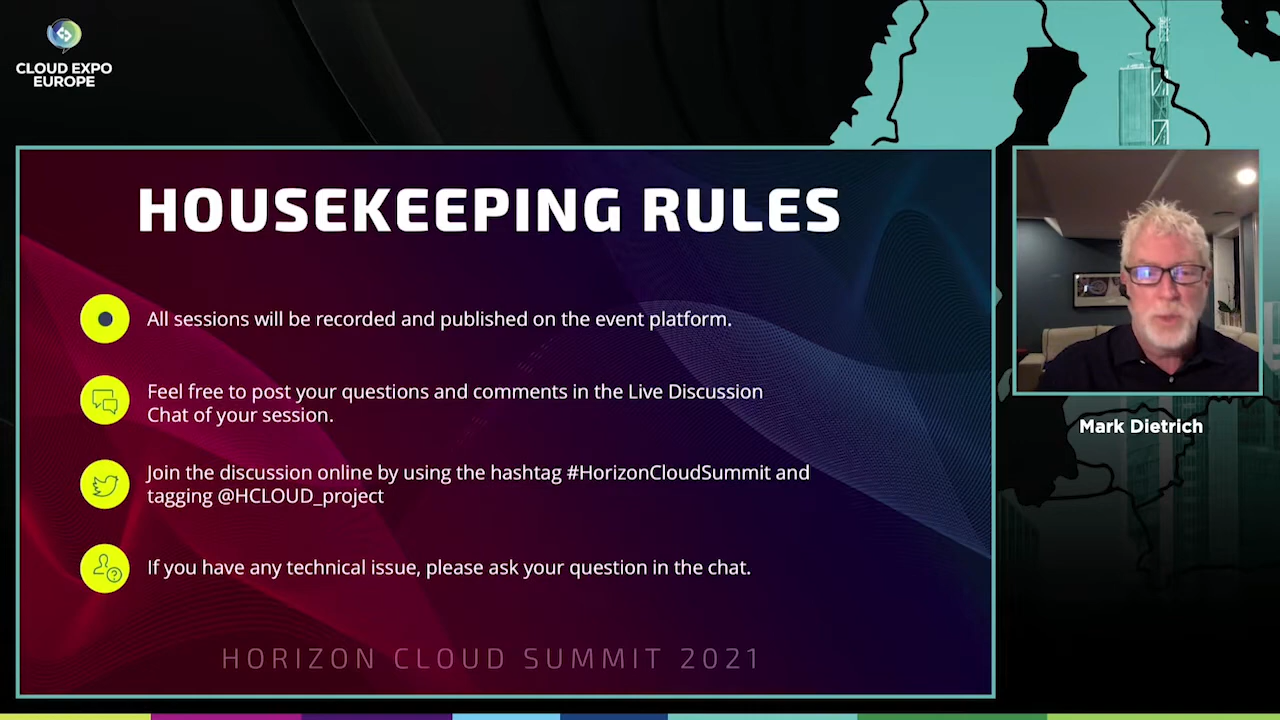 CLOUD EXPO
EUROPE
HOUSEKEEPING RULES
All sessions will be recorded and published on the event platform.
Feel free to post your questions and comments in the Live Discussion
Chat of your session.
Join the discussion online by using the hashtag #HorizonCloudSummit and
tagging @HCLOUD_project
If you have any technical issue, please ask your question in the chat.
HORIZON CLOUD SUMMIT 2021
Mark Dietrich